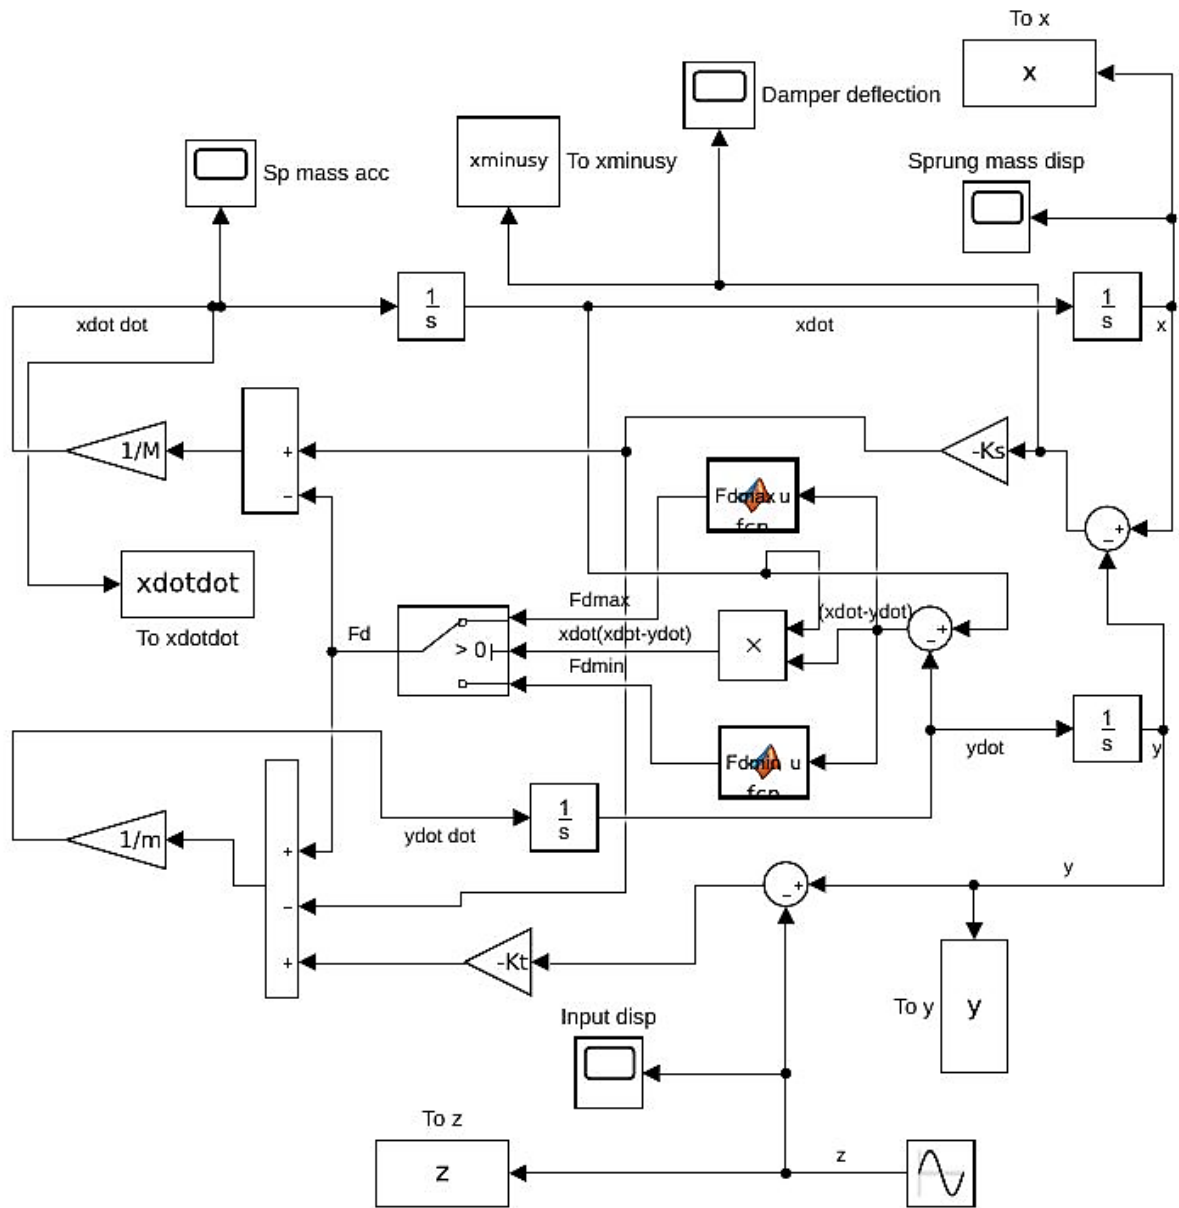 To x
x
Damper deflection
xminusy
To xminusy
Sprung mass disp
Sp mass acc
1
s
1
s
xdot dot
xdot
x
1/M
+
−
-Ks
Fdmax u
fcn
+
−
xdotdot
To xdotdot
Fdmax
(xdot-ydot)
Fd
xdot(xdot-ydot)
> 0
×
+
−
Fdmin
1
s
ydot
y
Fdmin u
fcn
1
s
ydot dot
1/m
+
−
+
+
−
y
-Kt
To y
y
Input disp
To z
z
z